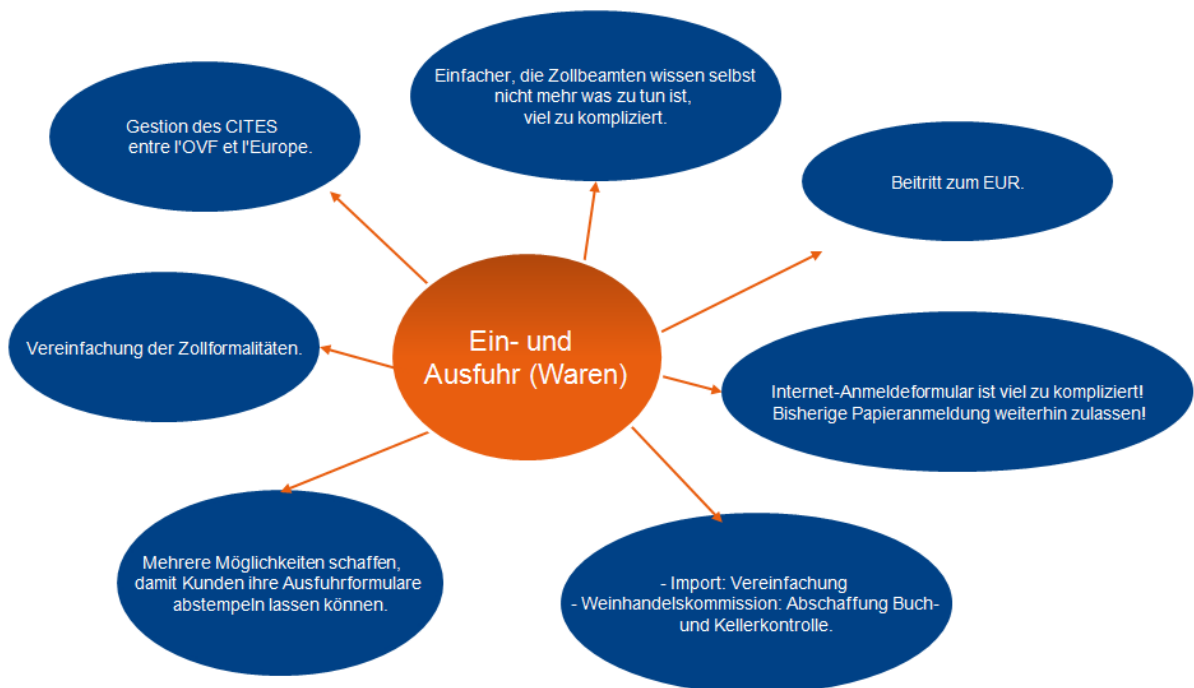 Einfacher, die Zollbeamten wissen selbst
nicht mehr was zu tun ist,
viel zu kompliziert.
Gestion des CITES
entre l'OVF et l'Europe.
Beitritt zum EUR.
Vereinfachung der Zollformalitäten.
Ein- und
Ausfuhr (Waren)
Internet-Anmeldeformular ist viel zu kompliziert!
Bisherige Papieranmeldung weiterhin zulassen!
Mehrere Möglichkeiten schaffen,
damit Kunden ihre Ausfuhrformulare
abstempeln lassen können.
- Import: Vereinfachung
- Weinhandelskommission: Abschaffung Buch-
und Kellerkontrolle.